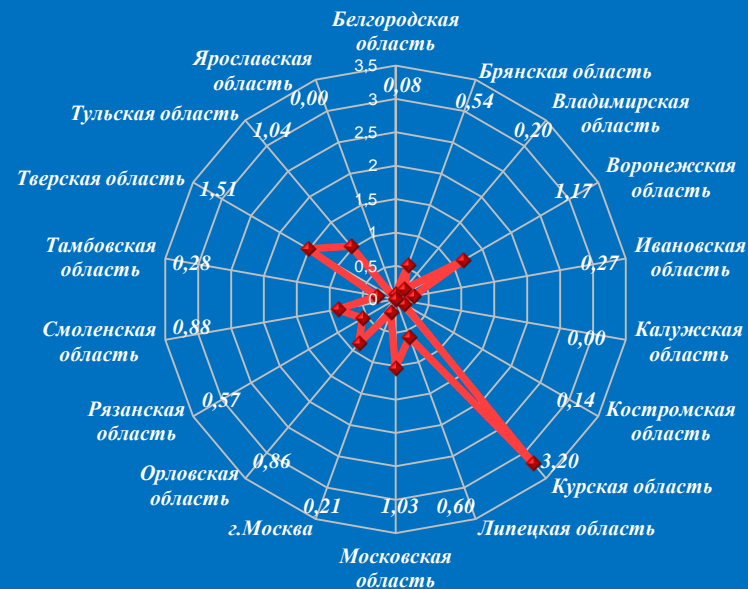 Белгородская
область
0,08
Брянская область
0,54
Владимирская
область
0,20
Воронежская
область
1,17
Ивановская
область
0,27
Калужская
область
0,00
Костромская
область
0,14
Курская область
3,20
Липецкая область
0,60
Московская
область
1,03
г.Москва
0,21
Орловская
область
0,86
Рязанская
область
0,57
Смоленская
область
0,88
Тамбовская
область
0,28
Тверская область
1,51
Тульская область
1,04
Ярославская
область
0,00
3,5
3
2,5
2
1,5
1
0,5
0